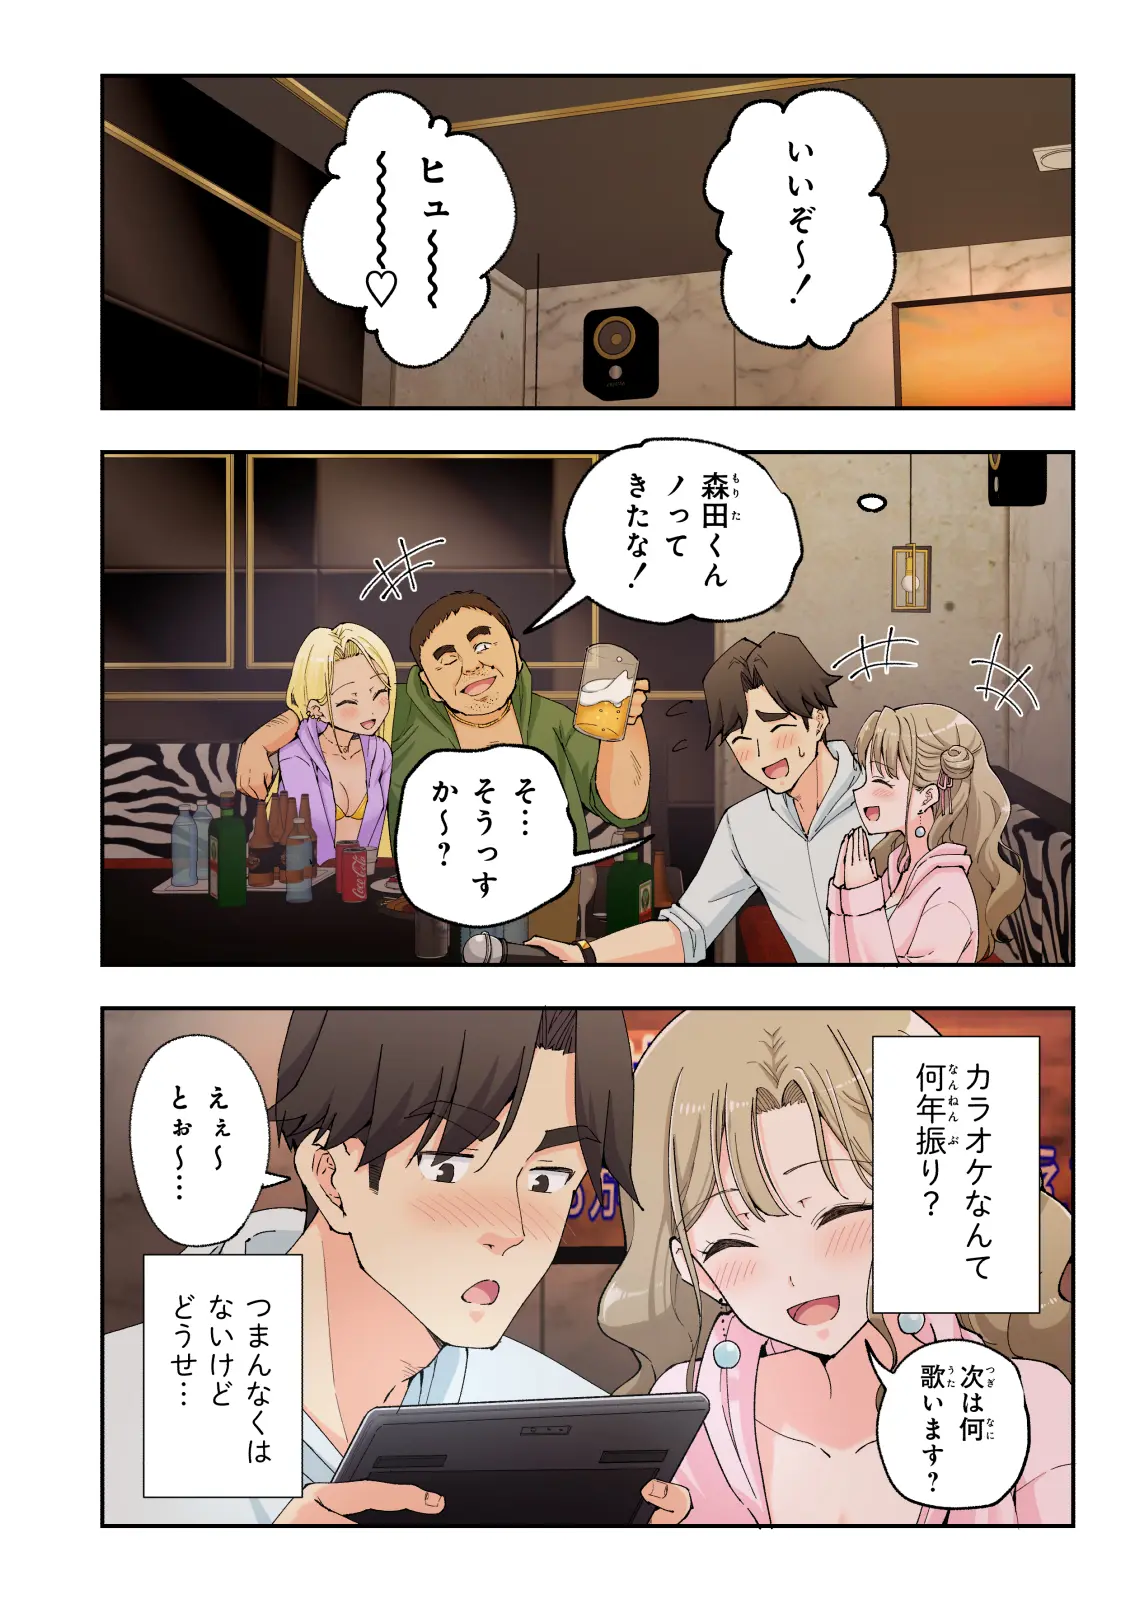 いいぞ〜！
ヒュ〜〜
〜〜〜〜♡
森田くん
ノって
きたな！
そ…
そうっす
か〜？
カラオケなんて
何年振り？
次は何
歌います？
えぇ〜
とぉ〜…
つまんなくは
ないけど
どうせ…
Coca-Cola